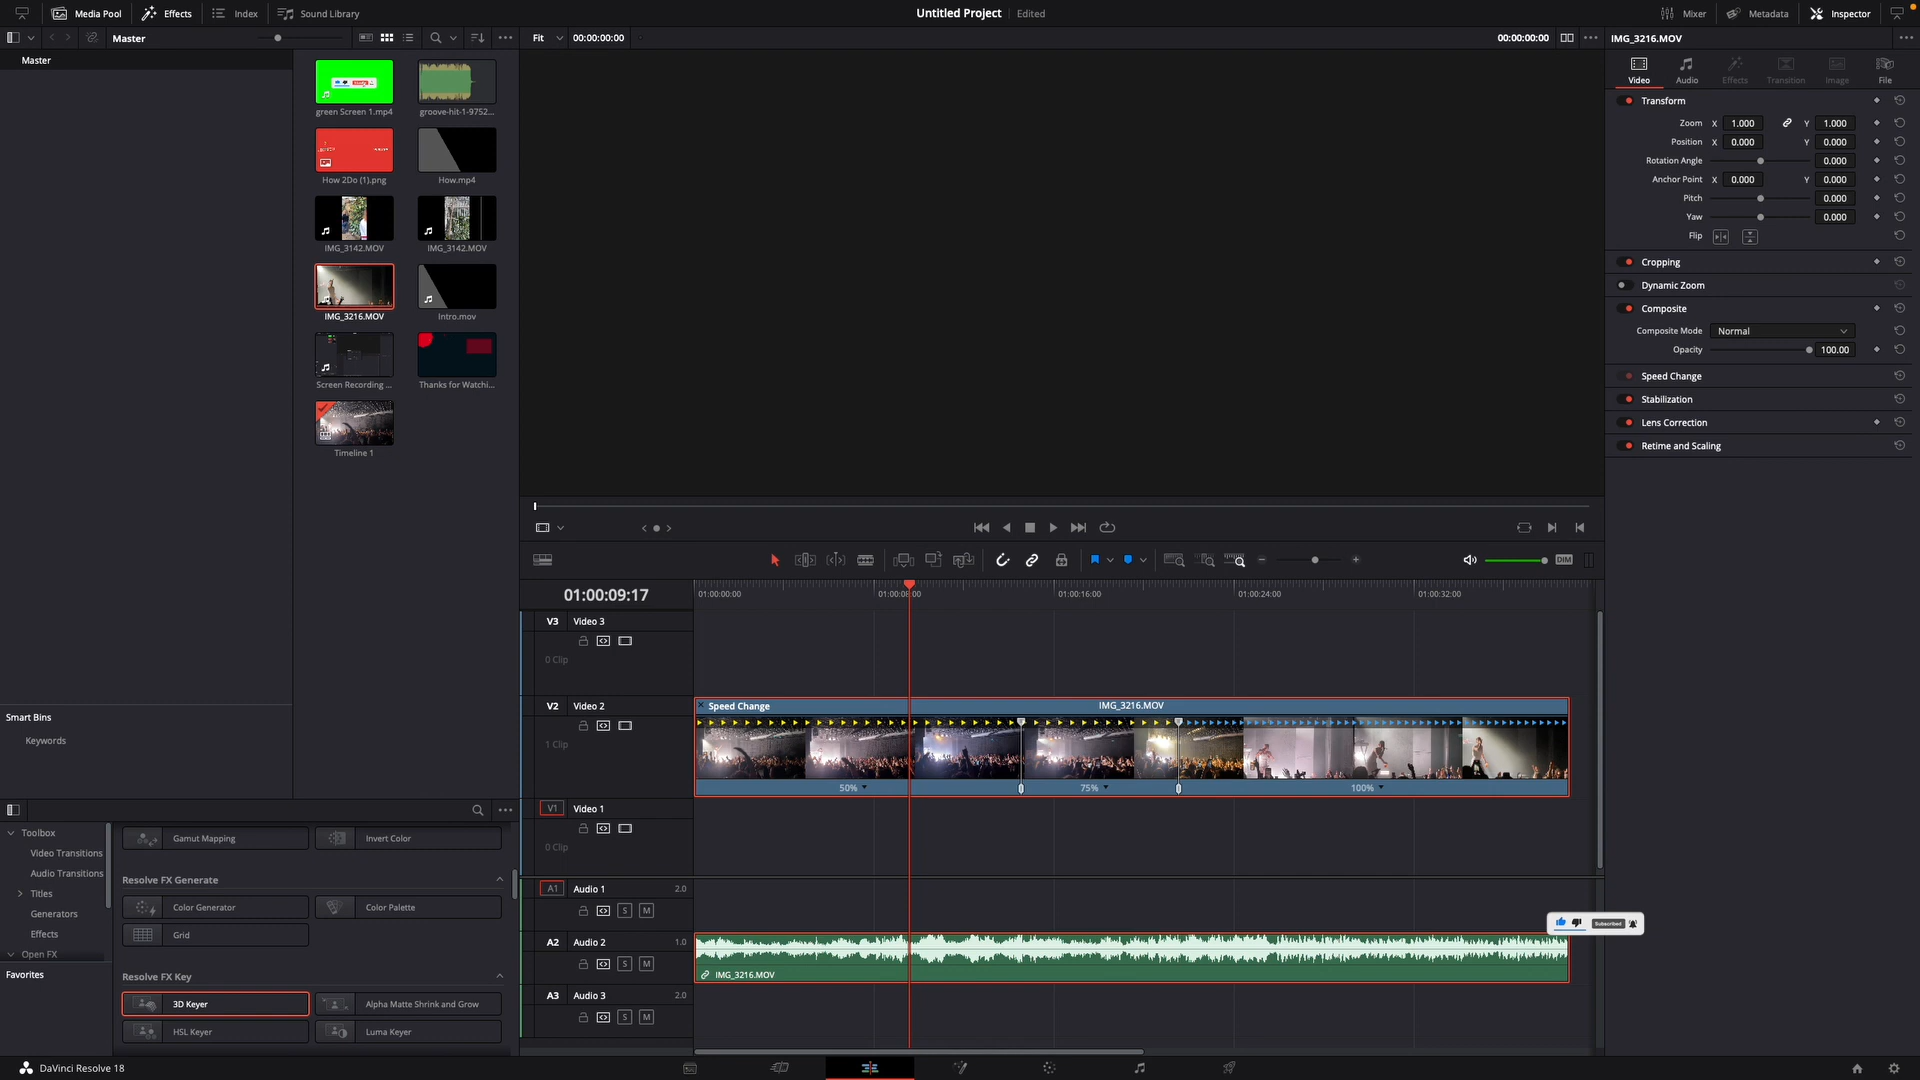 Media Pool
Effects
Index
Sound Library
Untitled Project
Edited
Mixer
Metadata
Inspector
Master
Fit
00:00:00:00
00:00:00:00
IMG_3216.MOV
Master
green Screen 1.mp4
groove-hit-1-9752...
How 2Do (1).png
How.mp4
IMG_3142.MOV
IMG_3142.MOV
IMG_3216.MOV
Intro.mov
Screen Recording ...
Thanks for Watchi...
Timeline 1
Video
Audio
Effects
Transition
Image
File
Transform
Zoom X 1.000 Y 1.000
Position X 0.000 Y 0.000
Rotation Angle 0.000
Anchor Point X 0.000 Y 0.000
Pitch 0.000
Yaw 0.000
Flip
Cropping
Dynamic Zoom
Composite
Composite Mode Normal
Opacity 100.00
Speed Change
Stabilization
Lens Correction
Retime and Scaling
Smart Bins
Keywords
DIM
01:00:09:17
01:00:00:00
01:00:08:00
01:00:16:00
01:00:24:00
01:00:32:00
V3 Video 3
0 Clip
V2 Video 2
1 Clip
Speed Change
IMG_3216.MOV
50%
75%
100%
V1 Video 1
0 Clip
A1 Audio 1 2.0
S M
A2 Audio 2 1.0
S M
IMG_3216.MOV
A3 Audio 3 2.0
S M
Subscribed
Toolbox
Video Transitions
Audio Transitions
Titles
Generators
Effects
Open FX
Favorites
Gamut Mapping
Invert Color
Resolve FX Generate
Color Generator
Color Palette
Grid
Resolve FX Key
3D Keyer
Alpha Matte Shrink and Grow
HSL Keyer
Luma Keyer
DaVinci Resolve 18